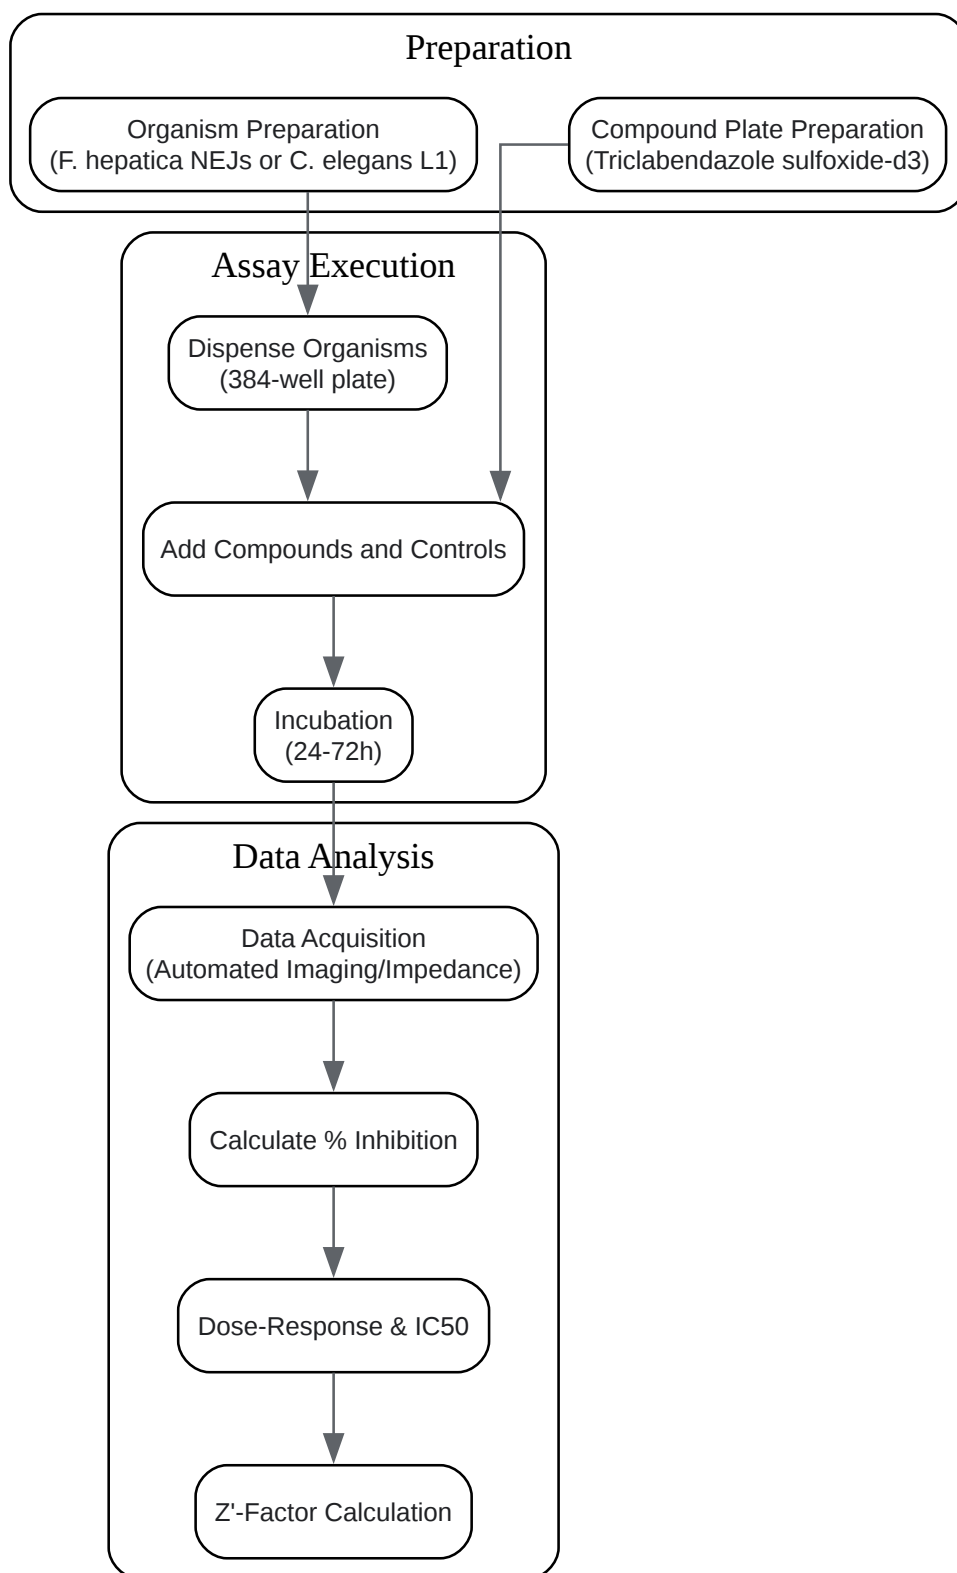 Preparation
Organism Preparation
(F. hepatica NEJs or C. elegans L1)
Compound Plate Preparation
(Triclabendazole sulfoxide-d3)
Assay Execution
Dispense Organisms
(384-well plate)
Add Compounds and Controls
Incubation
(24-72h)
Data Analysis
Data Acquisition
(Automated Imaging/Impedance)
Calculate % Inhibition
Dose-Response & IC50
Z'-Factor Calculation